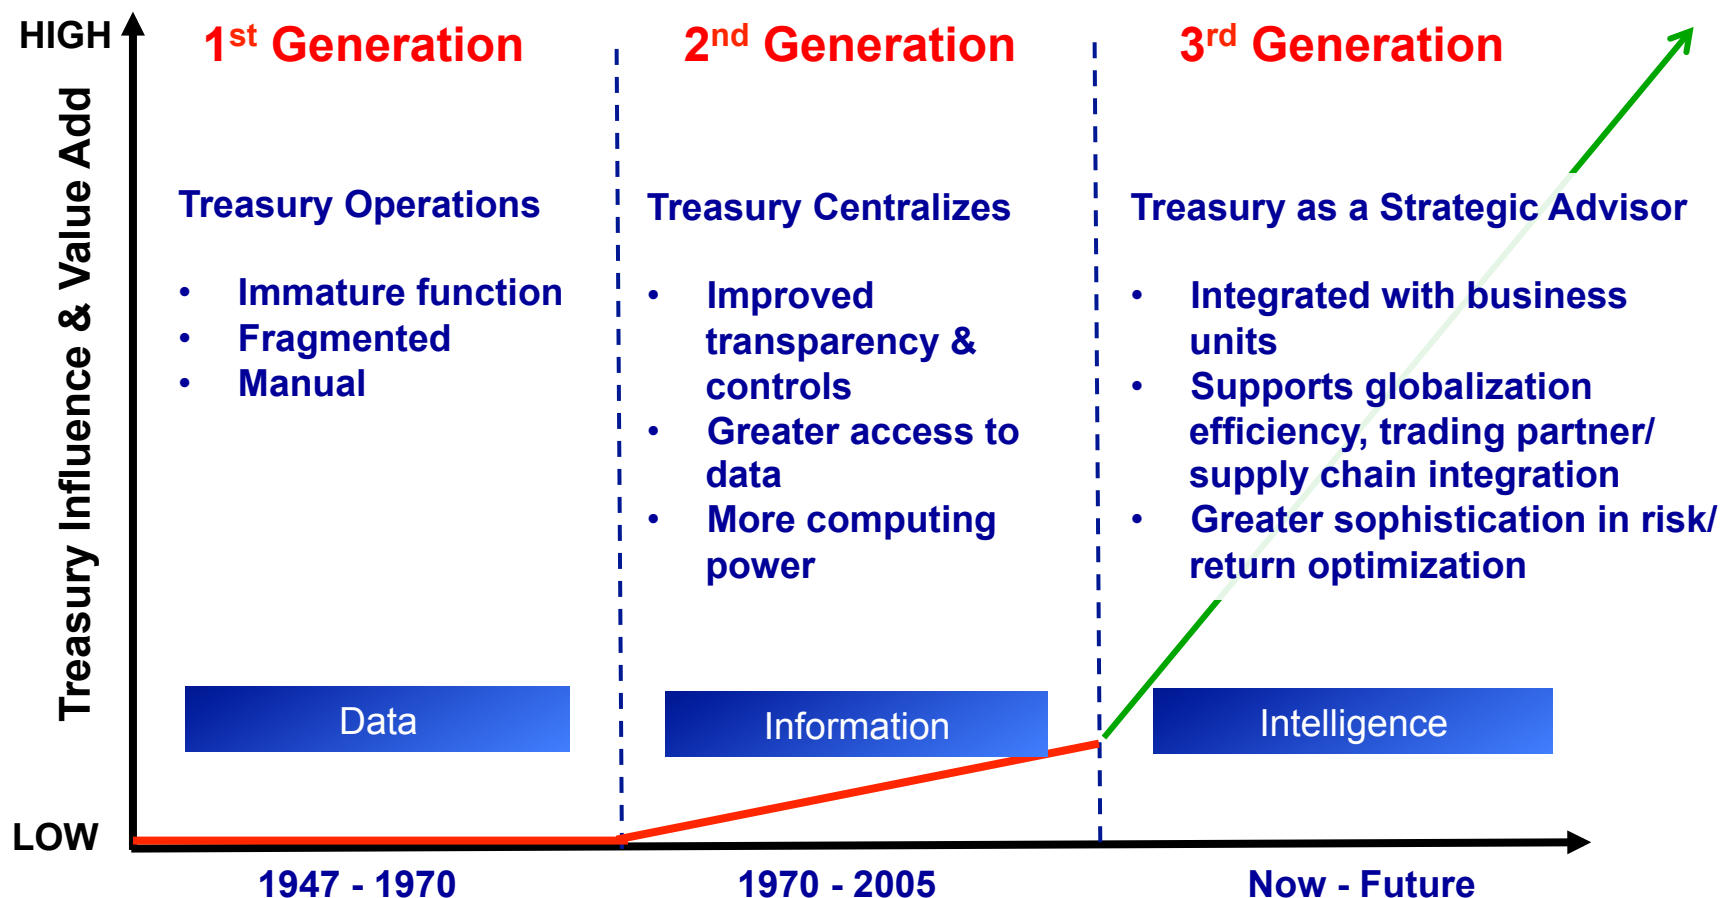 HIGH
Treasury Influence & Value Add
LOW
1st Generation
Treasury Operations
• Immature function
• Fragmented
• Manual
Data
1947 - 1970
2nd Generation
Treasury Centralizes
• Improved
transparency &
controls
• Greater access to
data
• More computing
power
Information
1970 - 2005
3rd Generation
Treasury as a Strategic Advisor
• Integrated with business
units
• Supports globalization
efficiency, trading partner/
supply chain integration
• Greater sophistication in risk/
return optimization
Intelligence
Now - Future